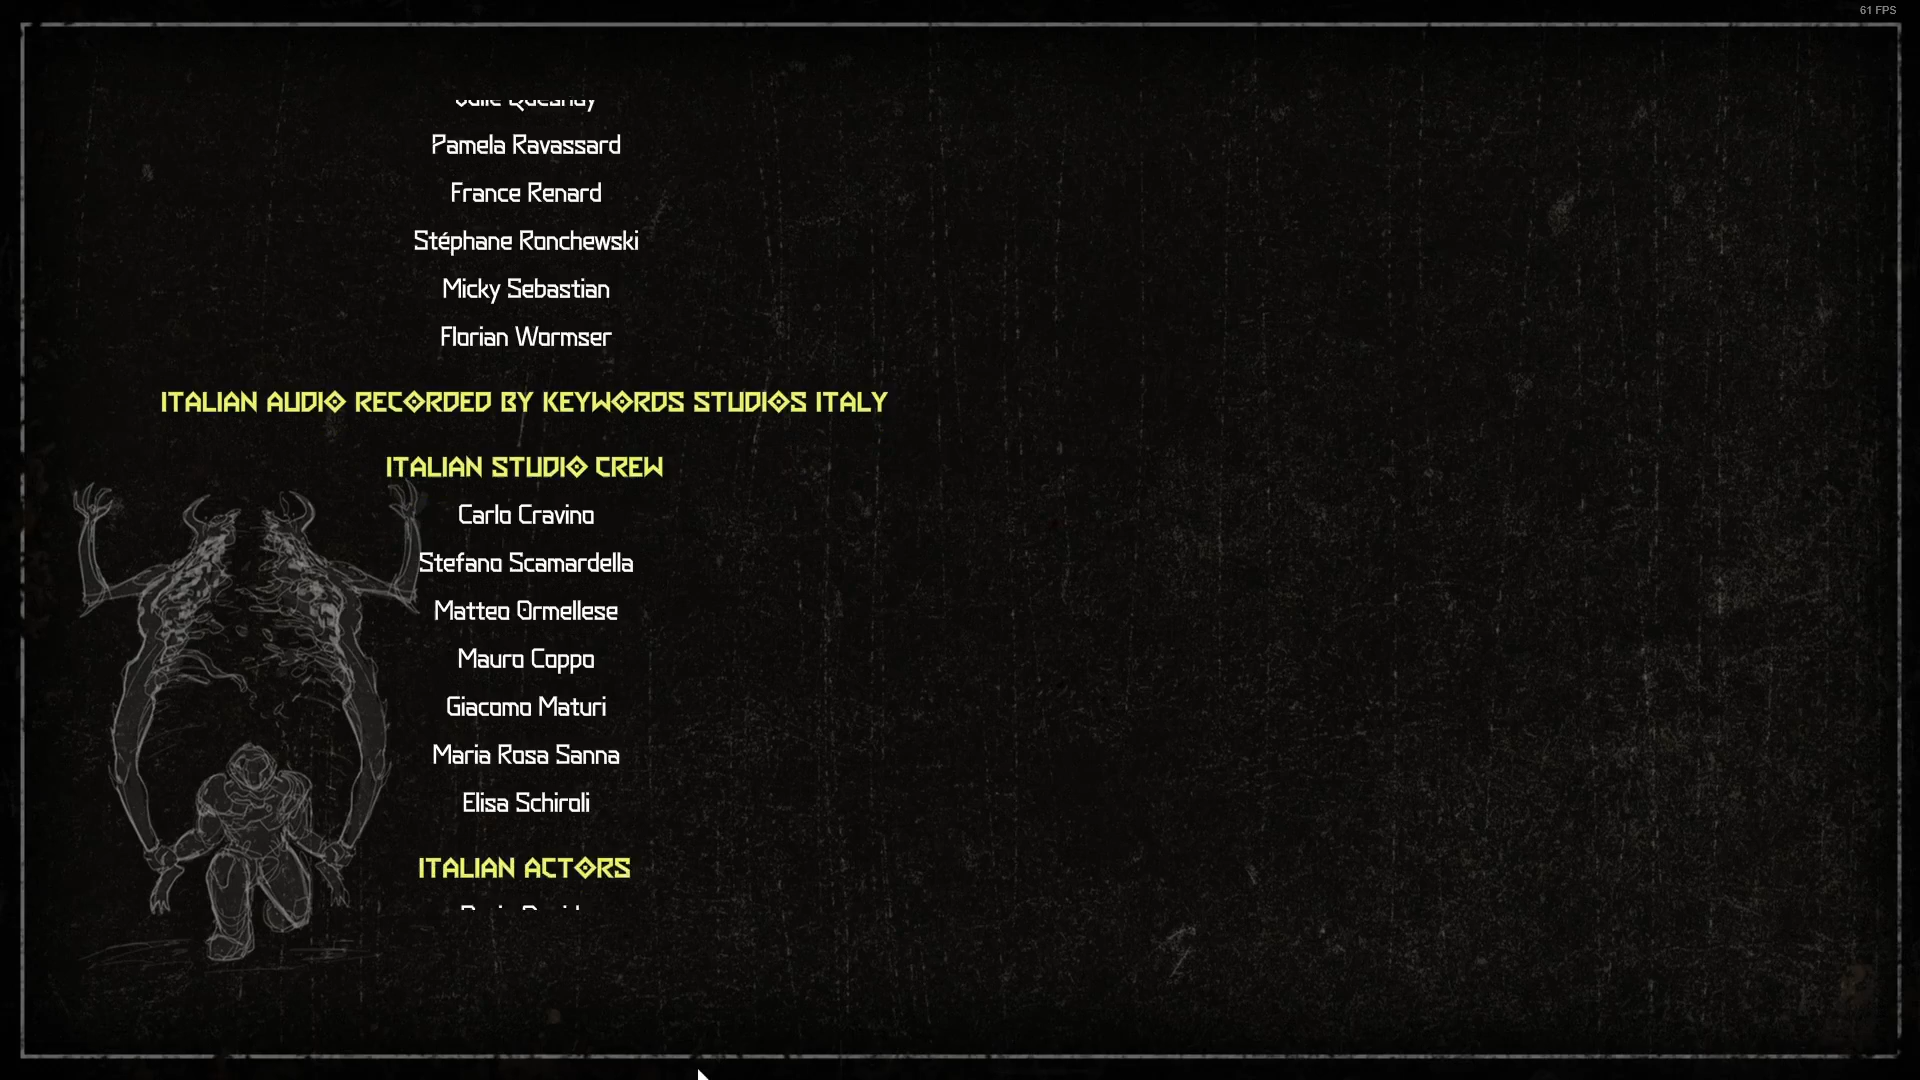 61 FPS
Pamela Ravassard
France Renard
Stéphane Ronchewski
Micky Sebastian
Florian Wormser
ITALIAN AUDIO RECORDED BY KEYWORDS STUDIOS ITALY
ITALIAN STUDIO CREW
Carlo Cravino
Stefano Scamardella
Matteo Ormellese
Mauro Coppo
Giacomo Maturi
Maria Rosa Sanna
Elisa Schiroli
ITALIAN ACTORS